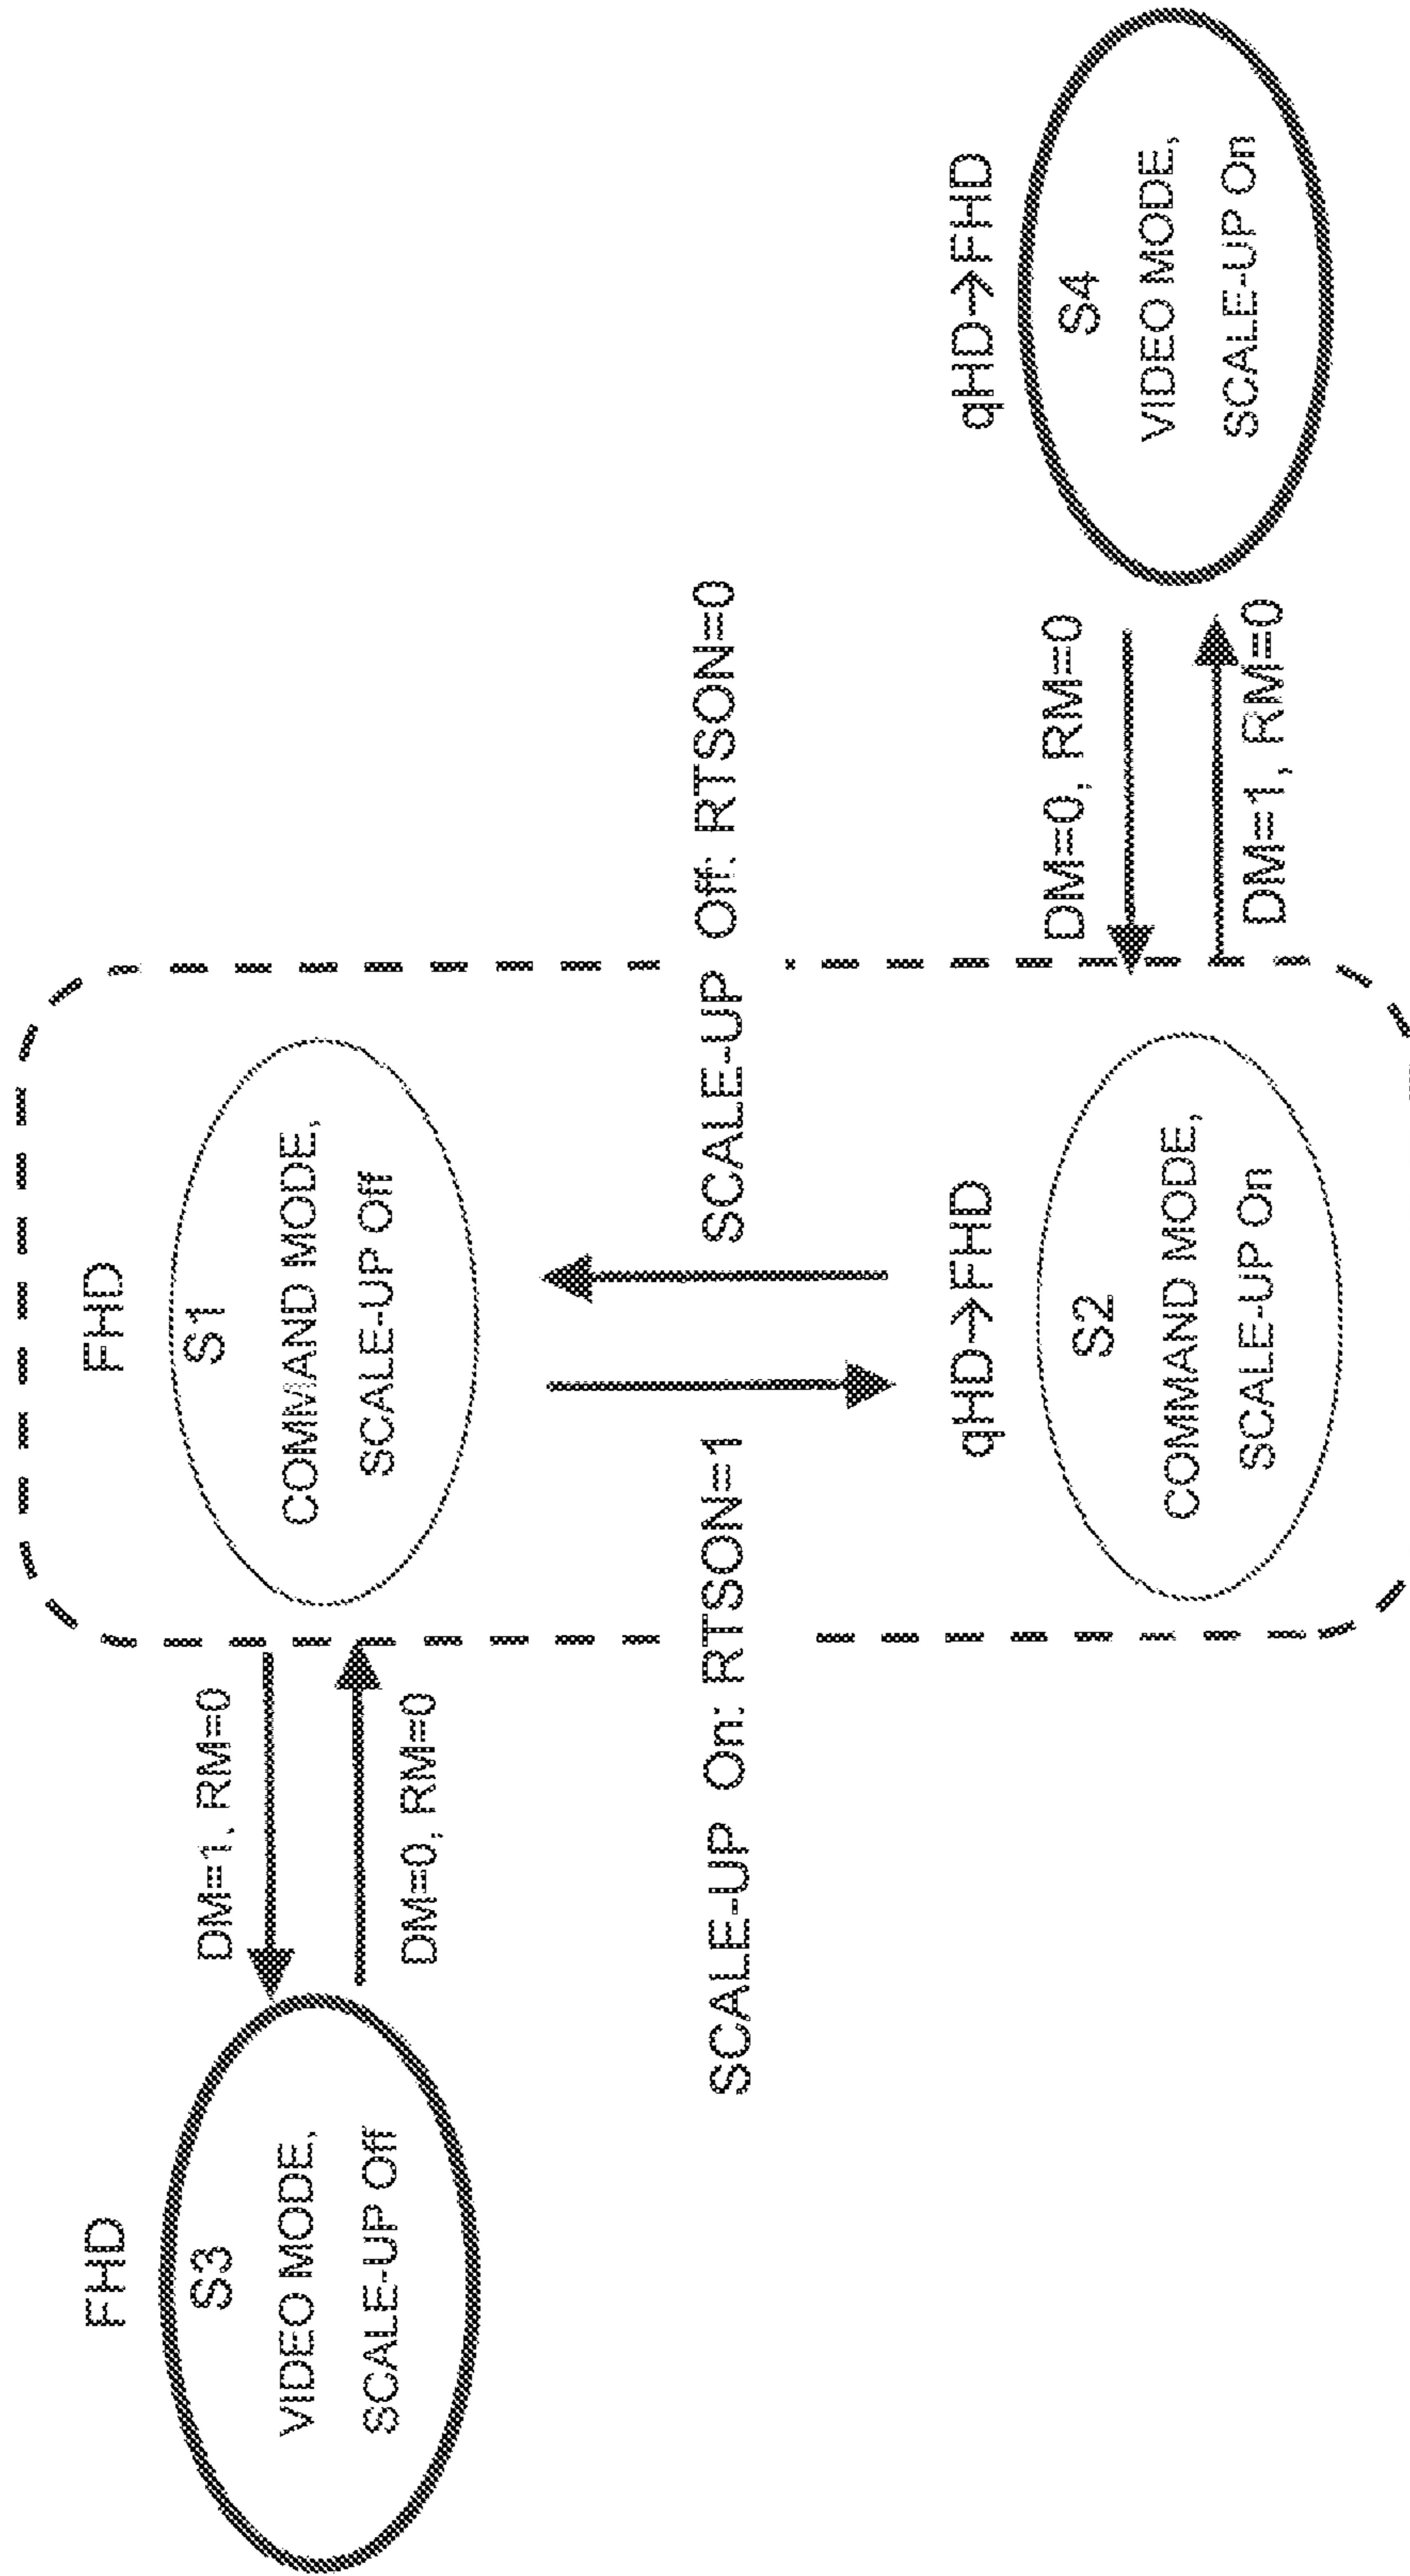 FHD
S3
VIDEO MODE,
SCALE-UP Off
DM=1, RM=0
DM=0, RM=0
FHD
S1
COMMAND MODE,
SCALE-UP Off
SCALE-UP On: RTSON=1
SCALE-UP Off: RTSON=0
qHD→FHD
S2
COMMAND MODE,
SCALE-UP On
DM=0, RM=0
DM=1, RM=0
qHD→FHD
S4
VIDEO MODE,
SCALE-UP On